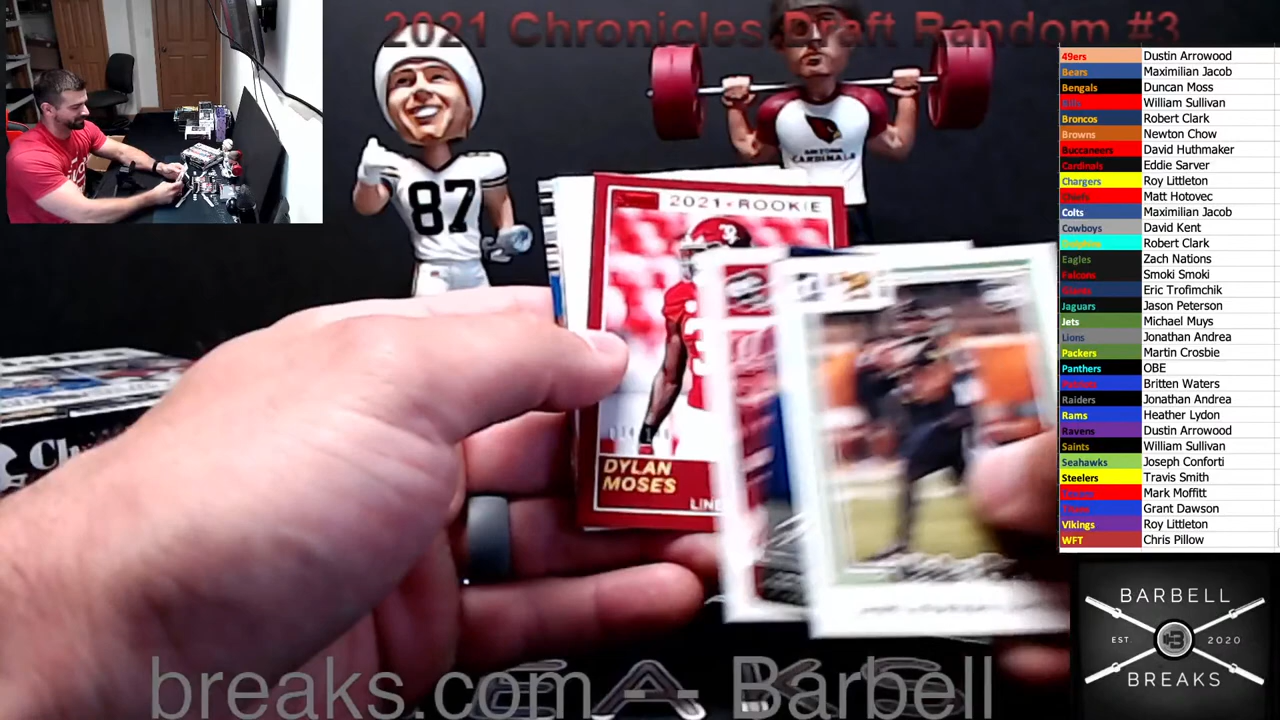 2021 Chronicles Draft Random #3
49ers Dustin Arrowood
Bears Maximilian Jacob
Bengals Duncan Moss
Bills William Sullivan
Broncos Robert Clark
Browns Newton Chow
Buccaneers David Huthmaker
Cardinals Eddie Sarver
Chargers Roy Littleton
Chiefs Matt Hotovec
Colts Maximilian Jacob
Cowboys David Kent
Dolphins Robert Clark
Eagles Zach Nations
Falcons Smoki Smoki
Giants Eric Trofimchik
Jaguars Jason Peterson
Jets Michael Muys
Lions Jonathan Andrea
Packers Martin Crosbie
Panthers OBE
Patriots Britten Waters
Raiders Jonathan Andrea
Rams Heather Lydon
Ravens Dustin Arrowood
Saints William Sullivan
Seahawks Joseph Conforti
Steelers Travis Smith
Texans Mark Moffitt
Titans Grant Dawson
Vikings Roy Littleton
WFT Chris Pillow
87
CARDINALS
2021 • ROOKIE
DYLAN
MOSES
LINE
Ch
BARBELL
EST. B 2020
BREAKS
breaks.com - - Barbell